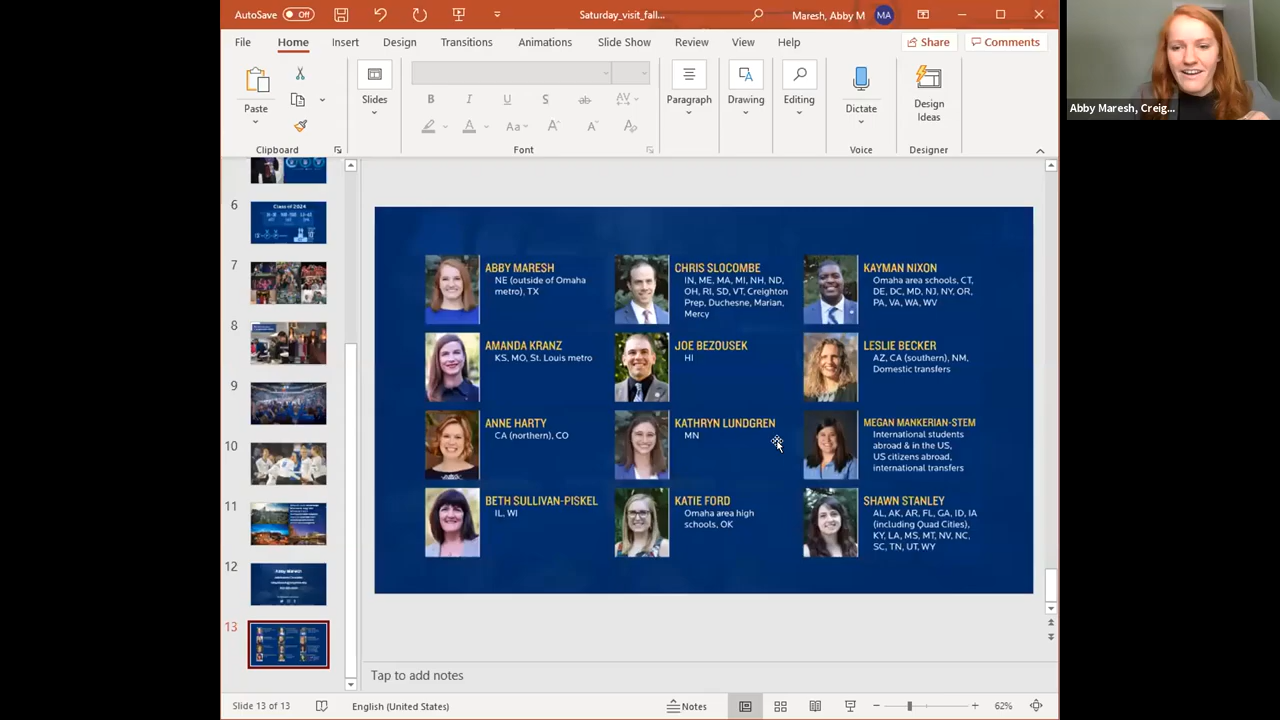 AutoSave Off Saturday_visit_fall... Maresh, Abby M MA
File Home Insert Design Transitions Animations Slide Show Review View Help Share Comments
Paste Slides Paragraph Drawing Editing Dictate Design
Ideas
B I U S ab AV
A Aa A A A
Clipboard Font Voice Designer
Abby Maresh, Creig...
6 Class of 2024
7
8
9
10
11
12 Abby Maresh
13
ABBY MARESH
NE (outside of Omaha
metro), TX
CHRIS SLOCOMBE
IN, ME, MA, MI, NH, ND,
OH, RI, SD, VT, Creighton
Prep, Duchesne, Marian,
Mercy
KAYMAN NIXON
Omaha area schools, CT,
DE, DC, MD, NJ, NY, OR,
PA, VA, WA, WV
AMANDA KRANZ
KS, MO, St. Louis metro
JOE BEZOUSEK
HI
LESLIE BECKER
AZ, CA (southern), NM,
Domestic transfers
ANNE HARTY
CA (northern), CO
KATHRYN LUNDGREN
MN
MEGAN MANKERIAN-STEM
International students
abroad & in the US,
US citizens abroad,
international transfers
BETH SULLIVAN-PISKEL
IL, WI
KATIE FORD
Omaha area high
schools, OK
SHAWN STANLEY
AL, AK, AR, FL, GA, ID, IA
(including Quad Cities),
KY, LA, MS, MT, NV, NC,
SC, TN, UT, WY
Tap to add notes
Slide 13 of 13 English (United States) Notes 62%